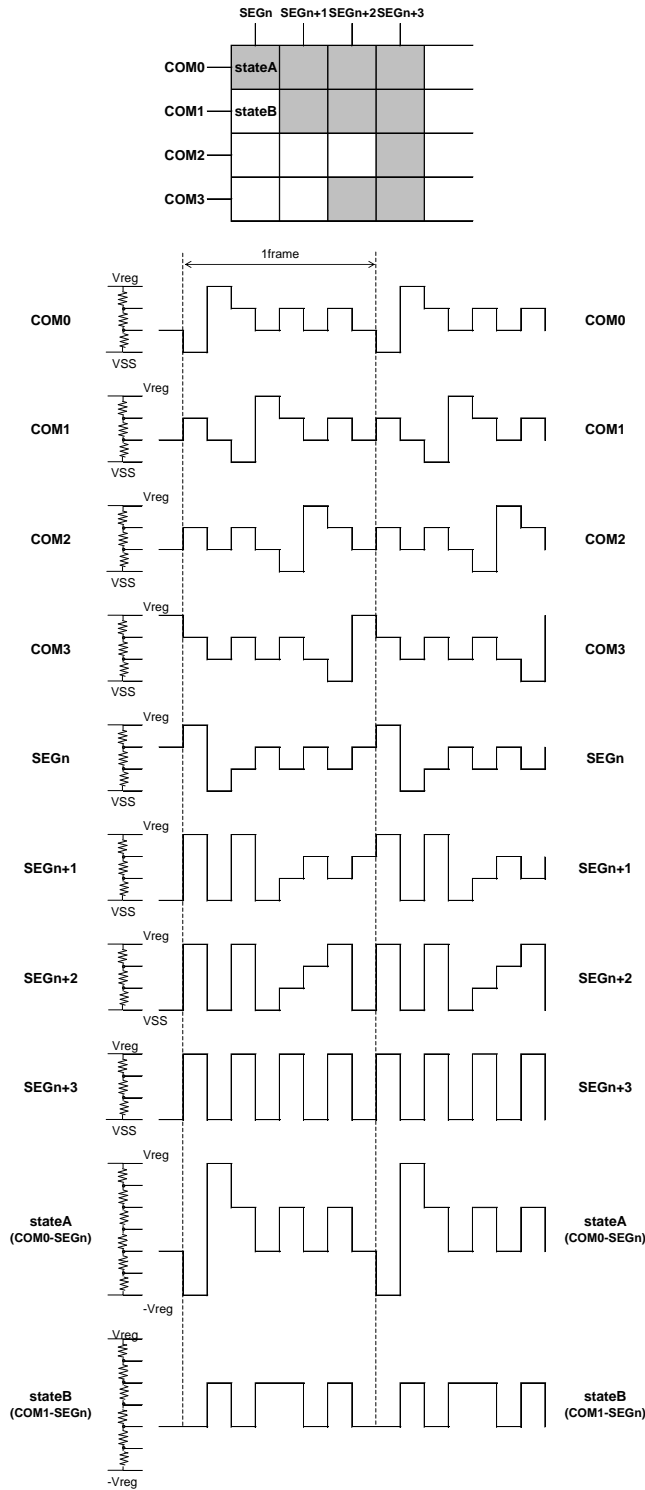 SEGn SEGn+1 SEGn+2 SEGn+3
COM0 stateA
COM1 stateB
COM2
COM3
1frame
Vreg
COM0 COM0
VSS
Vreg
COM1 COM1
VSS
Vreg
COM2 COM2
VSS
Vreg
COM3 COM3
VSS
Vreg
SEGn SEGn
VSS
Vreg
SEGn+1 SEGn+1
VSS
Vreg
SEGn+2 SEGn+2
VSS
Vreg
SEGn+3 SEGn+3
VSS
Vreg
stateA stateA
(COM0-SEGn) (COM0-SEGn)
-Vreg
Vreg
stateB stateB
(COM1-SEGn) (COM1-SEGn)
-Vreg